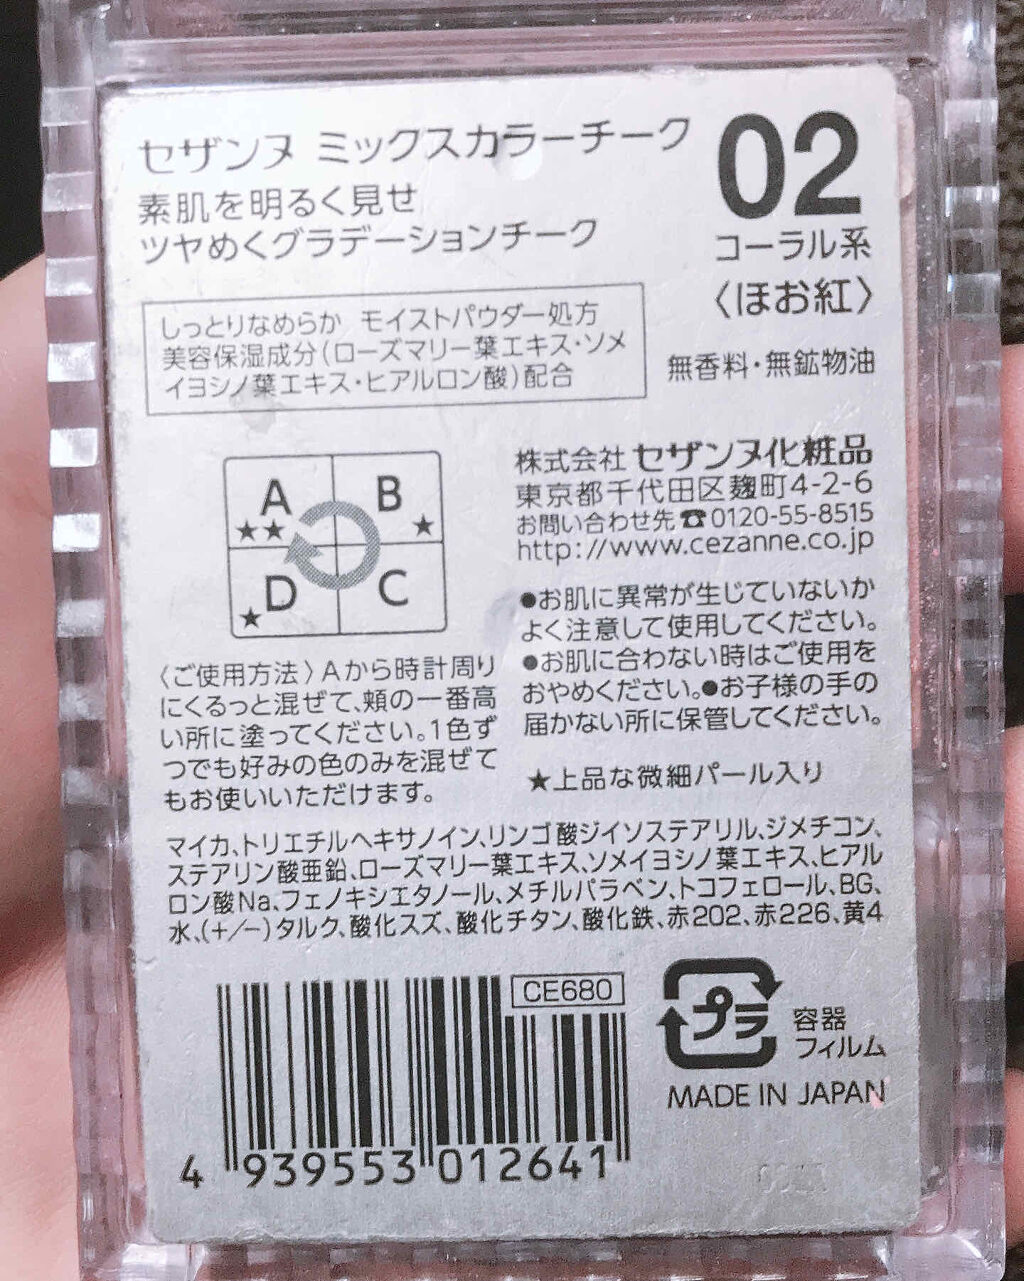 セザンヌ ミックスカラーチーク
素肌を明るく見せ
ツヤめくグラデーションチーク
02
コーラル系
〈ほお紅〉
しっとりなめらか モイストパウダー処方
美容保湿成分(ローズマリー葉エキス・ソメ
イヨシノ葉エキス・ヒアルロン酸)配合
無香料・無鉱物油
A
★★
B
★
D
★
C
〈ご使用方法〉Aから時計周り
にくるっと混ぜて、頬の一番高
い所に塗ってください。1色ず
つでも好みの色のみを混ぜて
もお使いいただけます。
株式会社 セザンヌ化粧品
東京都千代田区麹町4-2-6
お問い合わせ先☎0120-55-8515
http://www.cezanne.co.jp
●お肌に異常が生じていないか
よく注意して使用してください。
●お肌に合わない時はご使用を
おやめください。●お子様の手の
届かない所に保管してください。
★上品な微細パール入り
マイカ、トリエチルヘキサノイン、リンゴ酸ジイソステアリル、ジメチコン、
ステアリン酸亜鉛、ローズマリー葉エキス、ソメイヨシノ葉エキス、ヒアル
ロン酸Na、フェノキシエタノール、メチルパラベン、トコフェロール、BG、
水、(+/−)タルク、酸化スズ、酸化チタン、酸化鉄、赤202、赤226、黄4
CE680
4 939553 012641
プラ
容器
フィルム
MADE IN JAPAN